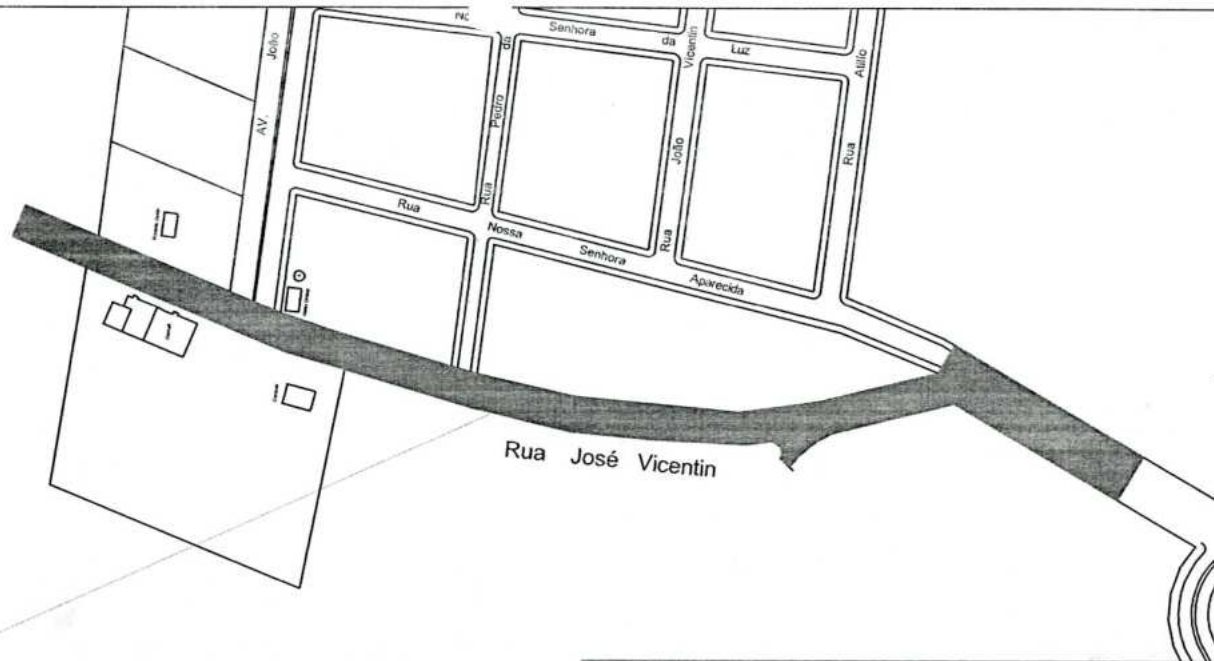 Senhora
da
Luz
João
AV.
Pedro
da
Rua
Vicentin
João
Rua
Atílio
Rua
Rua
Nossa
Senhora
Aparecida
Rua José Vicentin